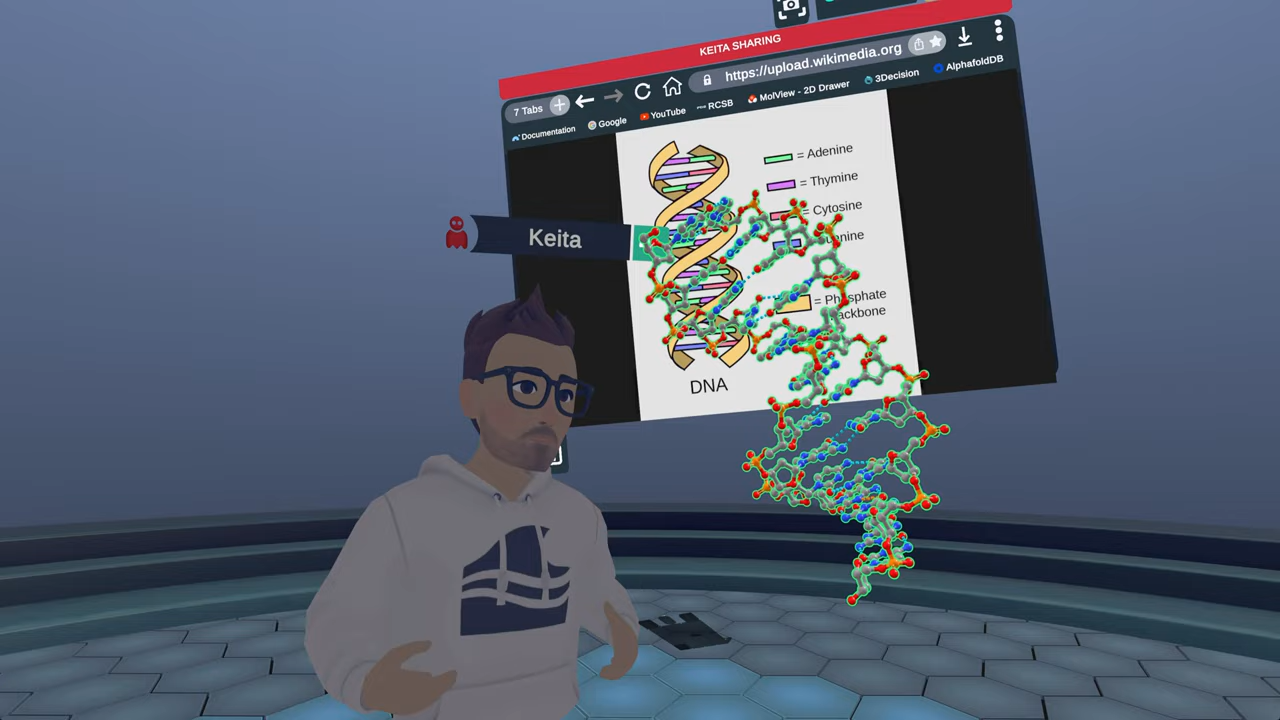 KEITA SHARING
7 Tabs
https://upload.wikimedia.org
Documentation
Google
YouTube
RCSB
MolView - 2D Drawer
3Decision
AlphafoldDB
= Adenine
= Thymine
= Cytosine
= Phosphate
DNA
Keita